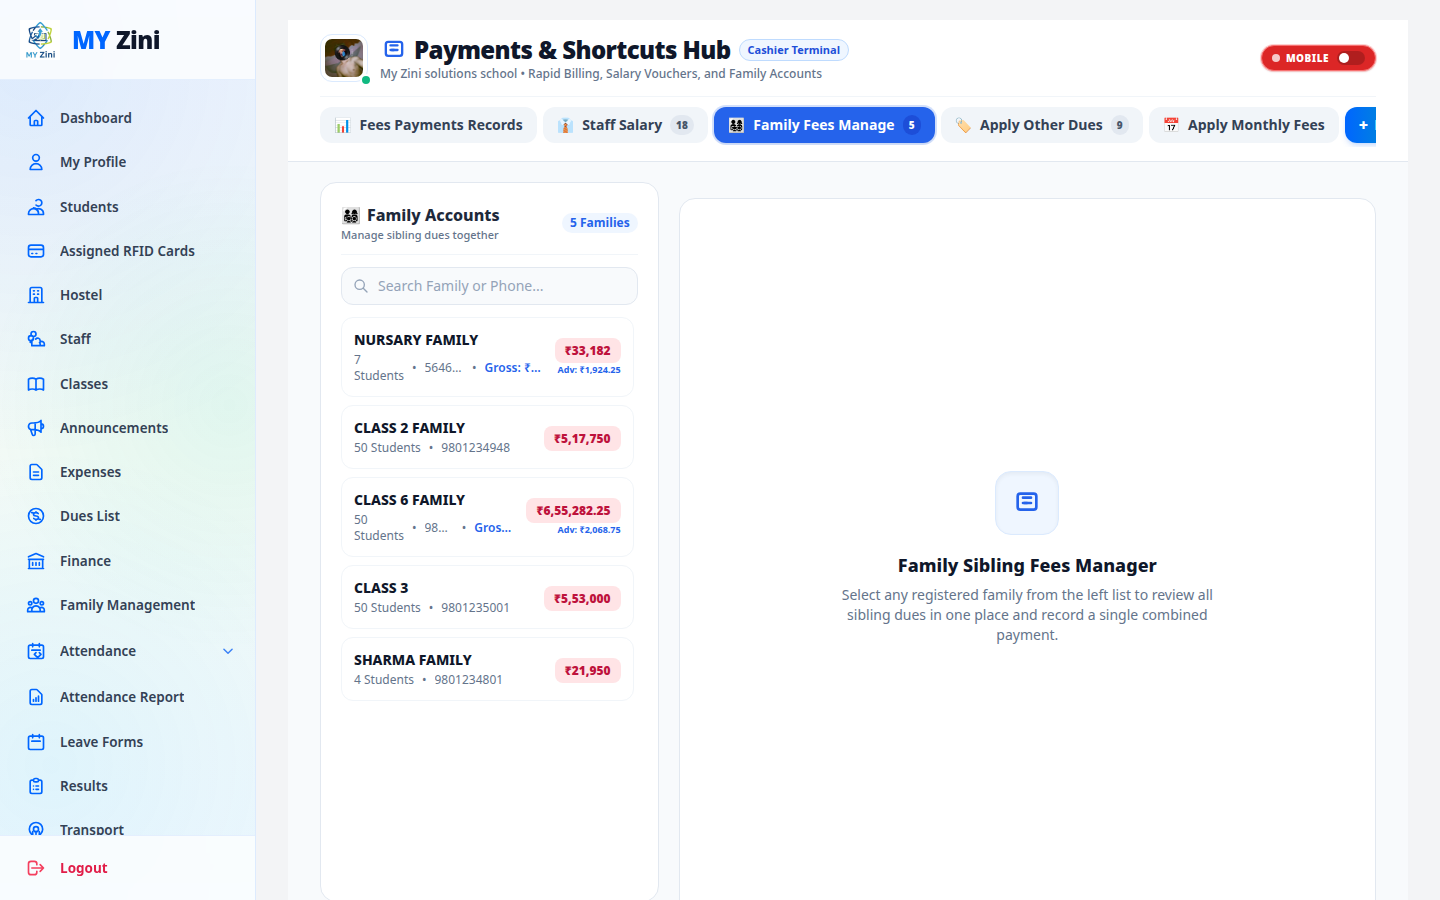 MY Zini
MY Zini
Dashboard
My Profile
Students
Assigned RFID Cards
Hostel
Staff
Classes
Announcements
Expenses
Dues List
Finance
Family Management
Attendance
Attendance Report
Leave Forms
Results
Transport
Logout
Payments & Shortcuts Hub
Cashier Terminal
My Zini solutions school • Rapid Billing, Salary Vouchers, and Family Accounts
MOBILE
Fees Payments Records
Staff Salary 18
Family Fees Manage 5
Apply Other Dues 9
Apply Monthly Fees
+
Family Accounts
Manage sibling dues together
5 Families
Search Family or Phone...
NURSARY FAMILY
7 Students • 5646... • Gross: ₹...
₹33,182
Adv: ₹1,924.25
CLASS 2 FAMILY
50 Students • 9801234948
₹5,17,750
CLASS 6 FAMILY
50 Students • 98... • Gros...
₹6,55,282.25
Adv: ₹2,068.75
CLASS 3
50 Students • 9801235001
₹5,53,000
SHARMA FAMILY
4 Students • 9801234801
₹21,950
Family Sibling Fees Manager
Select any registered family from the left list to review all
sibling dues in one place and record a single combined
payment.